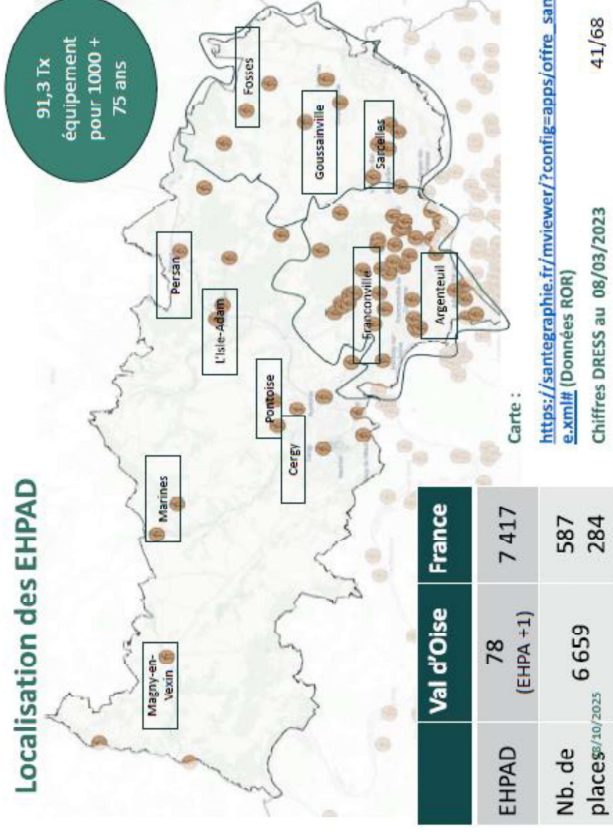 Localisation des EHPAD
91,3 Tx
équipement
pour 1000 +
75 ans
Magny-en-
Vexin
Marines
Persan
L'Isle-Adam
Pontoise
Cergy
Fosses
Goussainville
Sarcelles
Franconville
Argenteuil
Val d'Oise France
EHPAD 78 7 417
(EHPA +1)
Nb. de 6 659 587
places 284
/10/2025
Carte :
https://santegraphie.fr/mviewer/?config=apps/offre_san
e.xml# (Données ROR)
Chiffres DRESS au 08/03/2023
41/68